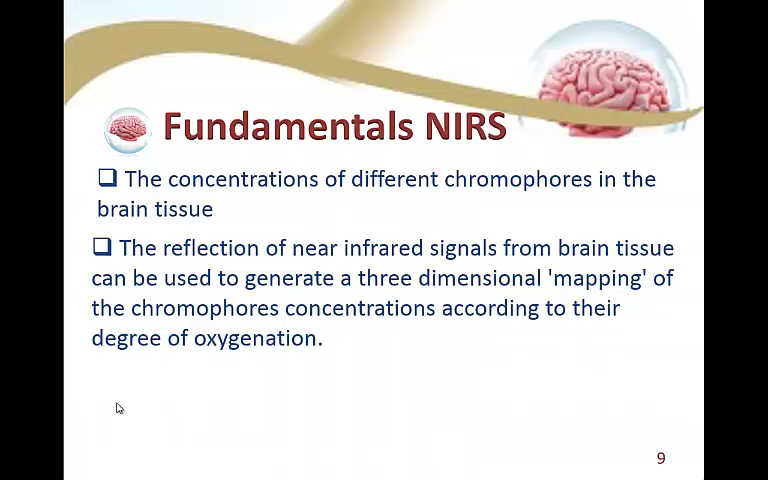 Fundamentals NIRS
❑ The concentrations of different chromophores in the
brain tissue
❑ The reflection of near infrared signals from brain tissue
can be used to generate a three dimensional 'mapping' of
the chromophores concentrations according to their
degree of oxygenation.
9